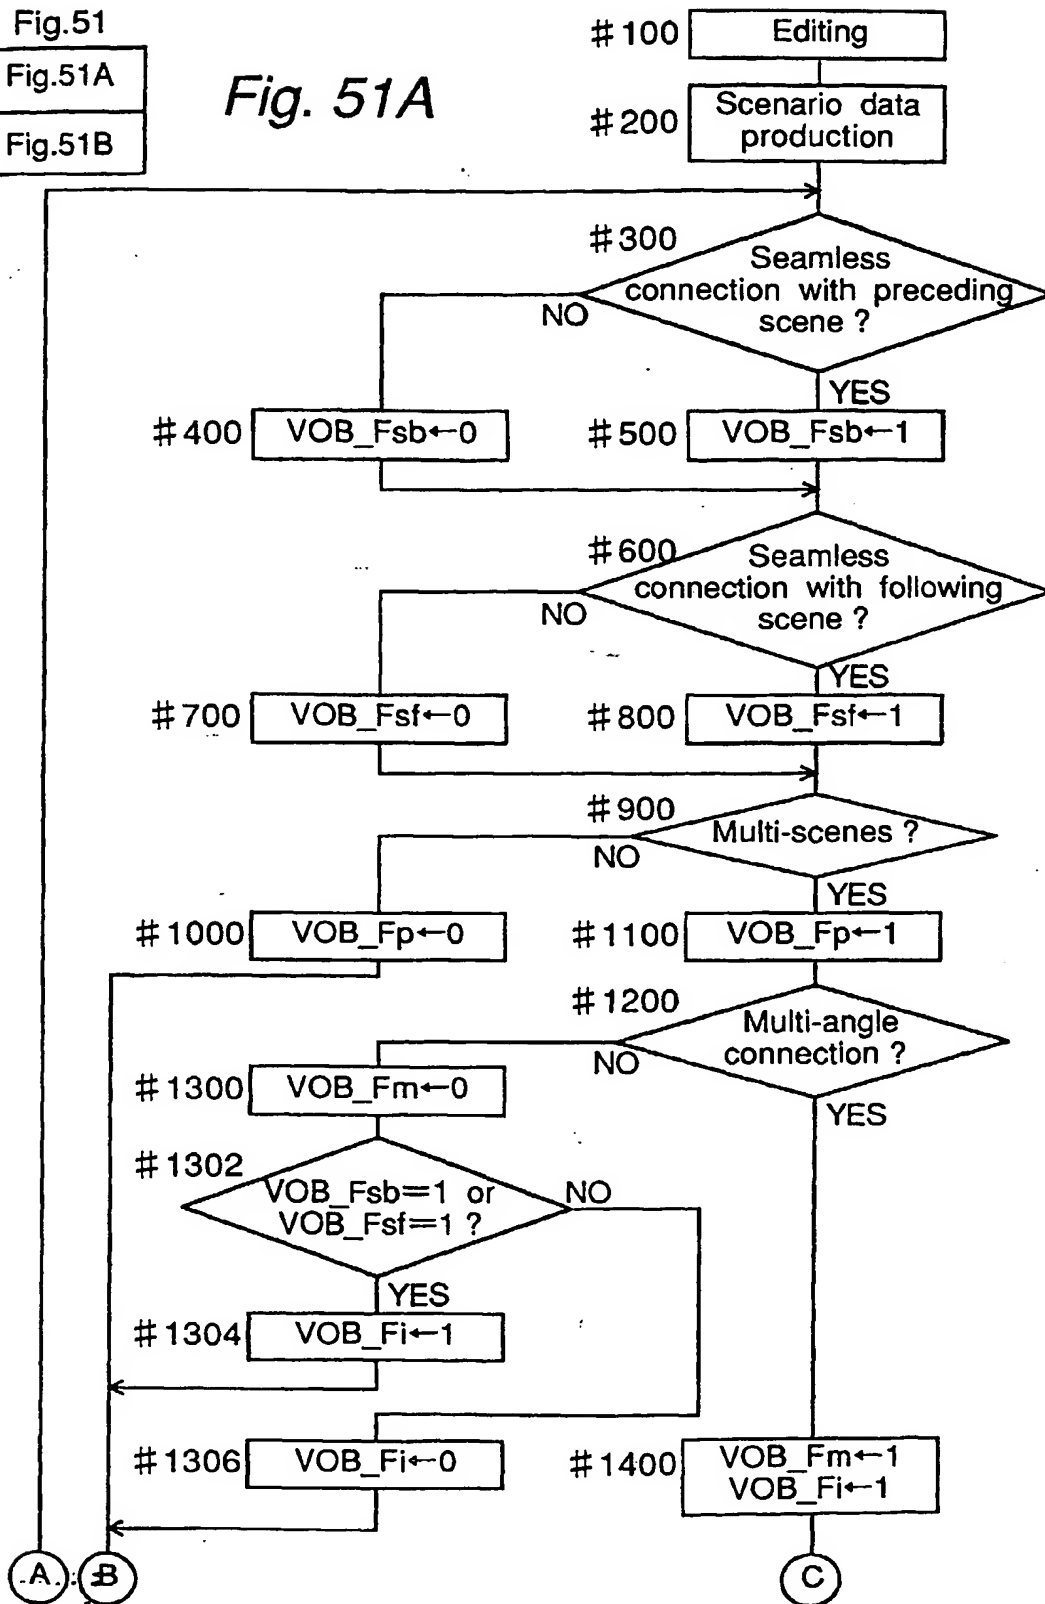 Fig.51
Fig.51A
Fig.51B
Fig. 51A
#100
Editing
#200
Scenario data
production
#300
Seamless
connection with preceding
scene ?
NO
YES
#400
VOB_Fsb←0
#500
VOB_Fsb←1
#600
Seamless
connection with following
scene ?
NO
YES
#700
VOB_Fsf←0
#800
VOB_Fsf←1
#900
Multi-scenes ?
NO
YES
#1000
VOB_Fp←0
#1100
VOB_Fp←1
#1200
Multi-angle
connection ?
NO
YES
#1300
VOB_Fm←0
#1302
VOB_Fsb=1 or
VOB_Fsf=1 ?
NO
YES
#1304
VOB_Fi←1
#1306
VOB_Fi←0
#1400
VOB_Fm←1
VOB_Fi←1
A
B
C